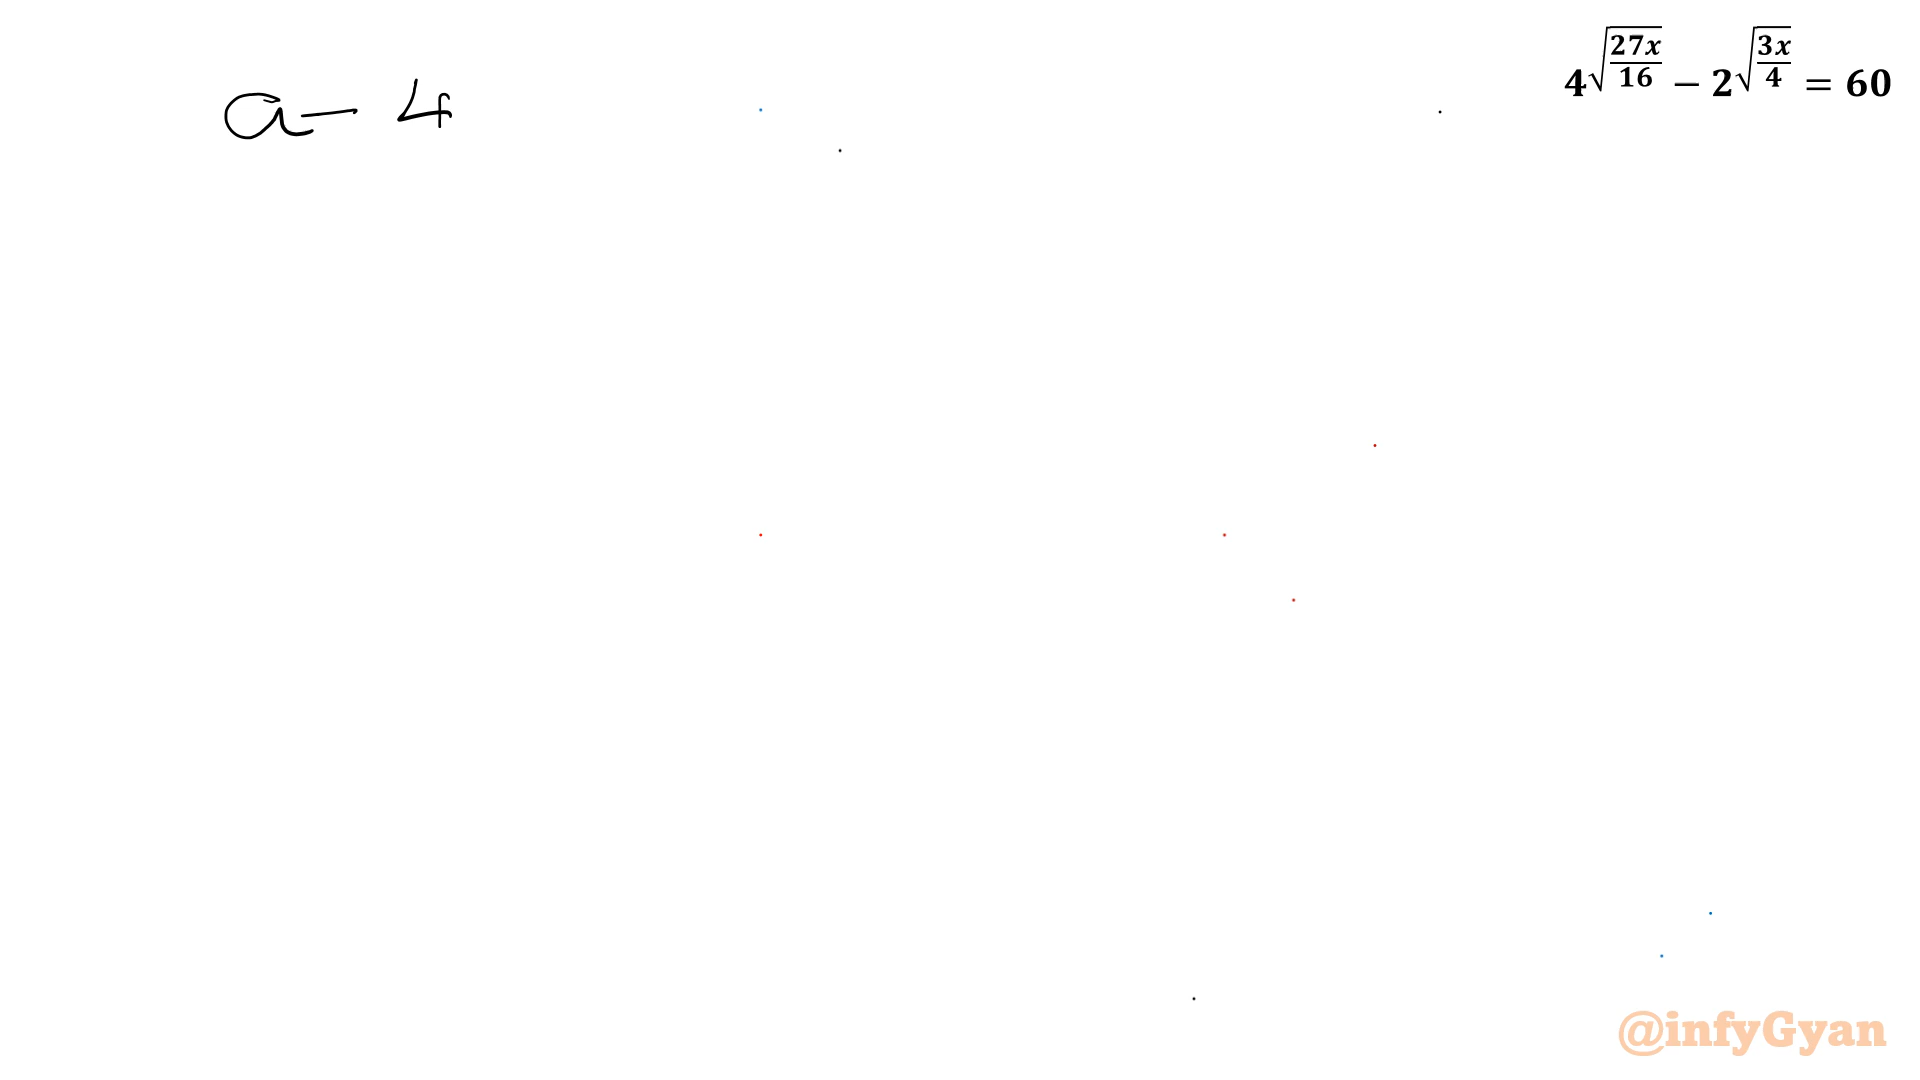 a - 4
4^√(27x/16) − 2^√(3x/4) = 60
@infyGyan